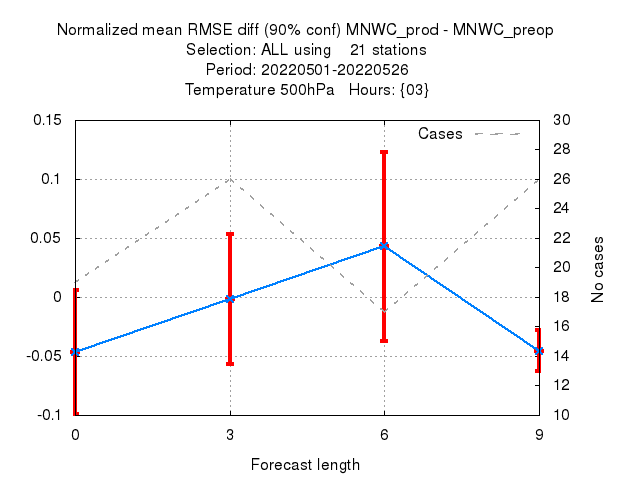 Normalized mean RMSE diff (90% conf) MNWC_prod - MNWC_preop
Selection: ALL using 21 stations
Period: 20220501-20220526
Temperature 500hPa Hours: {03}
0.15
0.1
0.05
0
-0.05
-0.1
Cases
30
28
26
24
22
20
18
16
14
12
10
No cases
0 3 6 9
Forecast length